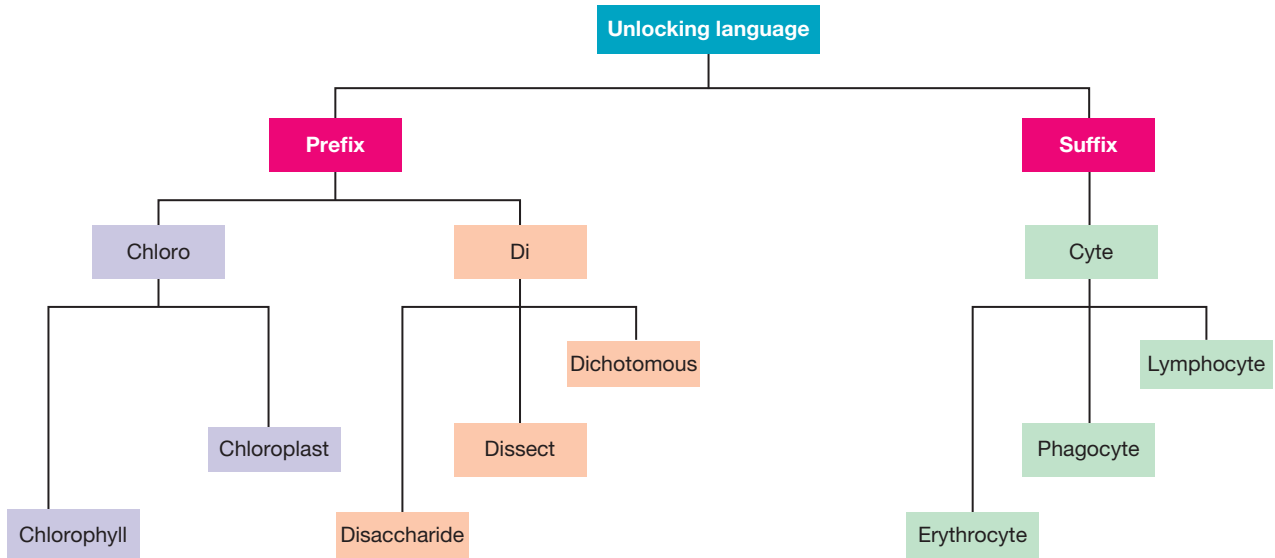 Unlocking language
Prefix
Suffix
Chloro
Di
Cyte
Dichotomous
Lymphocyte
Chloroplast
Dissect
Phagocyte
Chlorophyll
Disaccharide
Erythrocyte